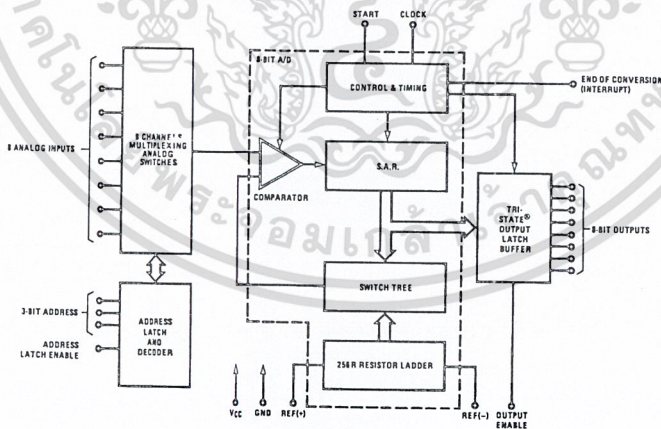 START
CLOCK
8-BIT A/D
CONTROL & TIMING
END OF CONVERSION
(INTERRUPT)
8 ANALOG INPUTS
8 CHANNELS
MULTIPLEXING
ANALOG
SWITCHES
COMPARATOR
S.A.R.
TRI-
STATE®
OUTPUT
LATCH
BUFFER
8-BIT OUTPUTS
SWITCH TREE
3-BIT ADDRESS
ADDRESS
LATCH ENABLE
ADDRESS
LATCH
AND
DECODER
256R RESISTOR LADDER
VCC
GND
REF(+)
REF(−)
OUTPUT
ENABLE